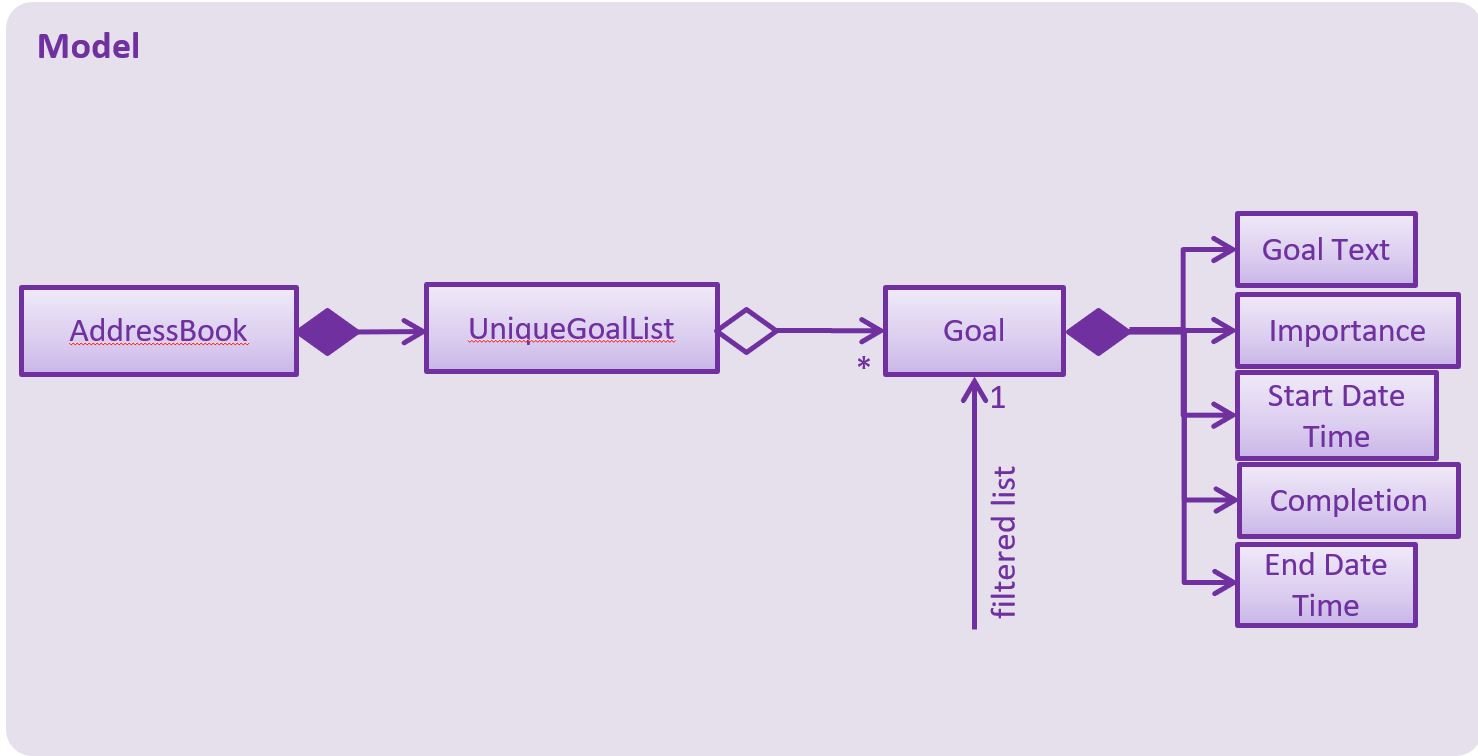 Model
AddressBook
UniqueGoalList
*
Goal
1
filtered list
Goal Text
Importance
Start Date
Time
Completion
End Date
Time